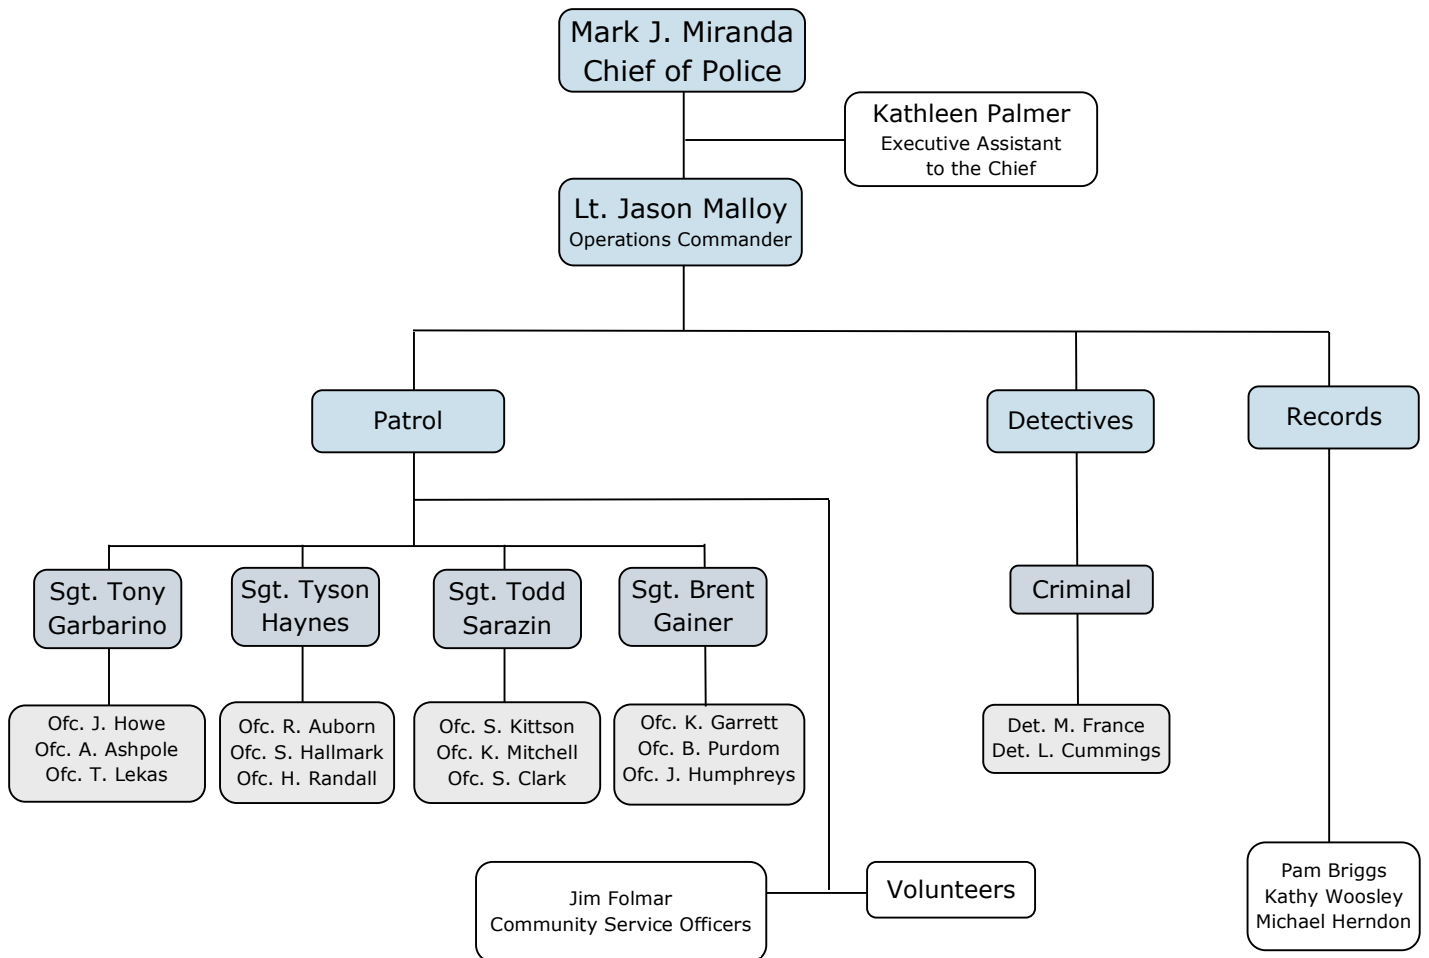 Mark J. Miranda
Chief of Police
Kathleen Palmer
Executive Assistant
to the Chief
Lt. Jason Malloy
Operations Commander
Patrol
Detectives
Records
Sgt. Tony
Garbarino
Sgt. Tyson
Haynes
Sgt. Todd
Sarazin
Sgt. Brent
Gainer
Criminal
Ofc. J. Howe
Ofc. A. Ashpole
Ofc. T. Lekas
Ofc. R. Auborn
Ofc. S. Hallmark
Ofc. H. Randall
Ofc. S. Kittson
Ofc. K. Mitchell
Ofc. S. Clark
Ofc. K. Garrett
Ofc. B. Purdom
Ofc. J. Humphreys
Det. M. France
Det. L. Cummings
Jim Folmar
Community Service Officers
Volunteers
Pam Briggs
Kathy Woosley
Michael Herndon